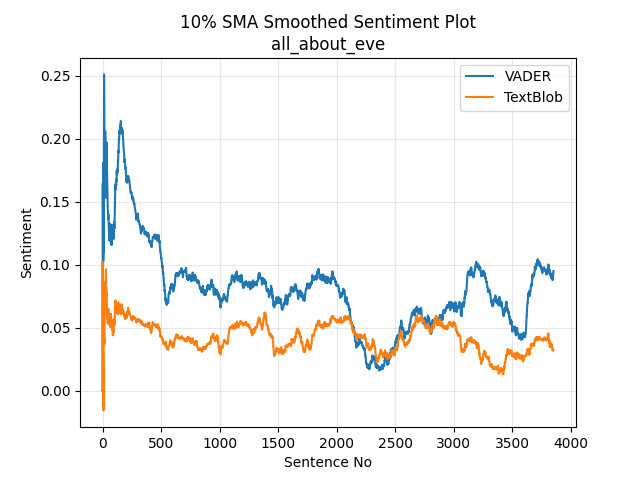 10% SMA Smoothed Sentiment Plot
all_about_eve
VADER
TextBlob
Sentiment
0.25
0.20
0.15
0.10
0.05
0.00
0 500 1000 1500 2000 2500 3000 3500 4000
Sentence No